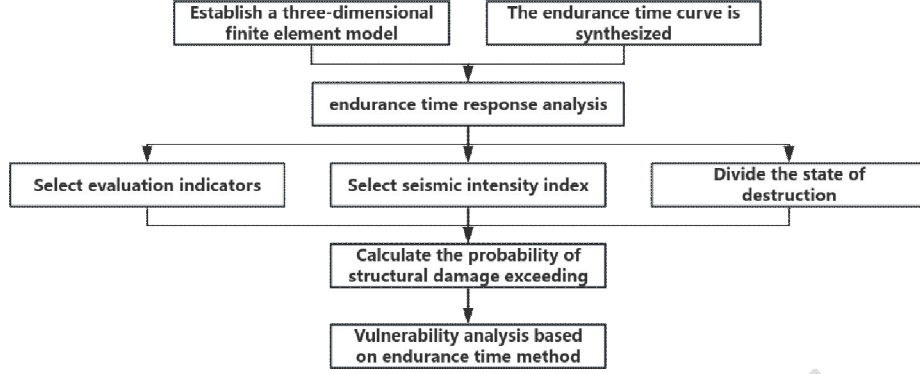 Establish a three-dimensional
finite element model
The endurance time curve is
synthesized
endurance time response analysis
Select evaluation indicators
Select seismic intensity index
Divide the state of
destruction
Calculate the probability of
structural damage exceeding
Vulnerability analysis based
on endurance time method